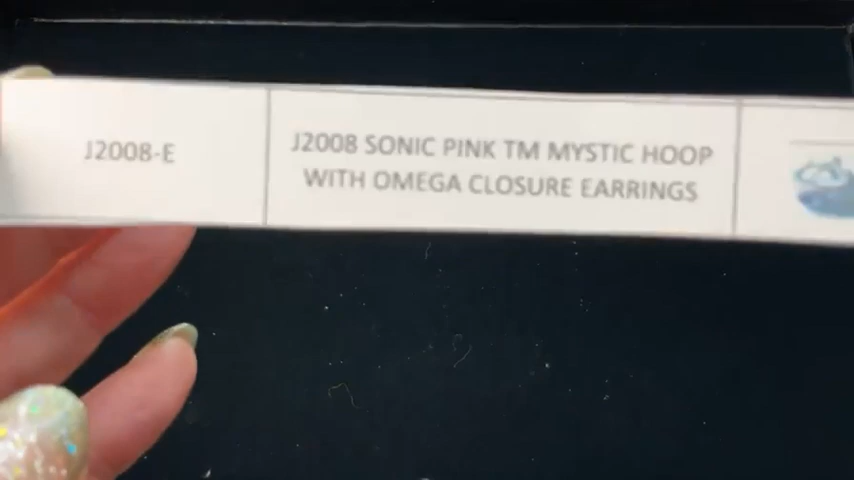 J2008-E
J2008 SONIC PINK TM MYSTIC HOOP
WITH OMEGA CLOSURE EARRINGS